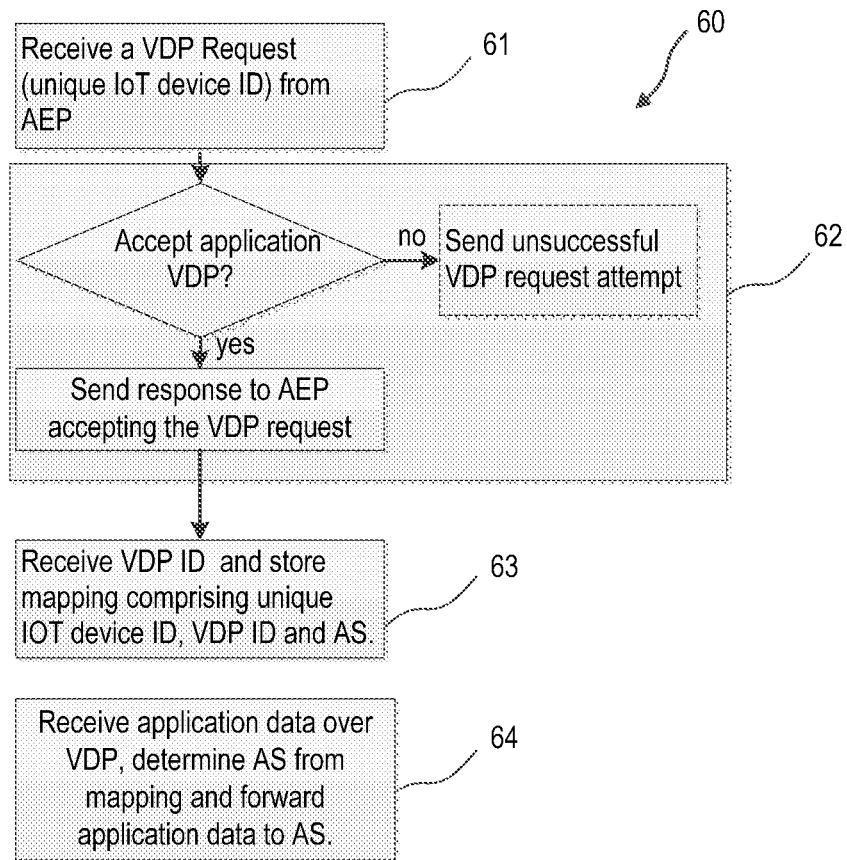 Receive a VDP Request
(unique IoT device ID) from
AEP
61
60
Accept application
VDP?
no
Send unsuccessful
VDP request attempt
62
yes
Send response to AEP
accepting the VDP request
Receive VDP ID and store
mapping comprising unique
IOT device ID, VDP ID and AS.
63
Receive application data over
VDP, determine AS from
mapping and forward
application data to AS.
64